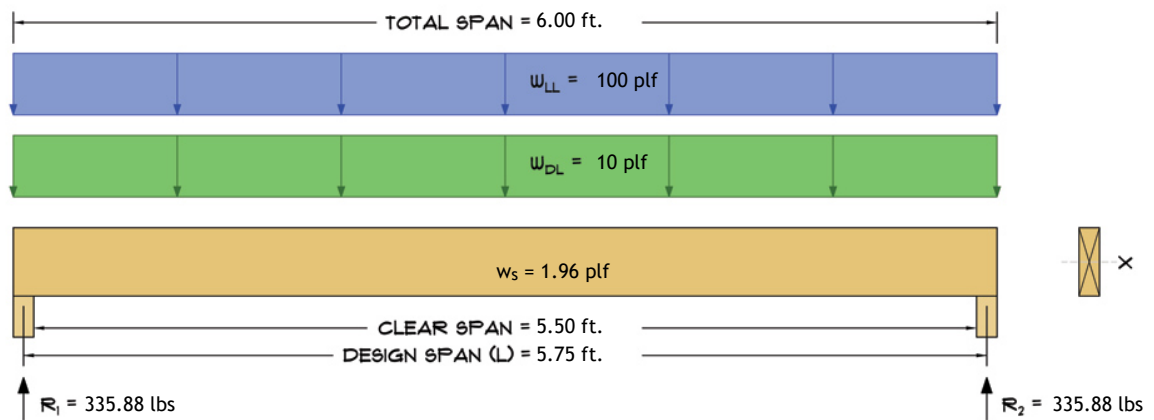 TOTAL SPAN = 6.00 ft.
wLL = 100 plf
wDL = 10 plf
ws = 1.96 plf
X
CLEAR SPAN = 5.50 ft.
DESIGN SPAN (L) = 5.75 ft.
R1 = 335.88 lbs
R2 = 335.88 lbs